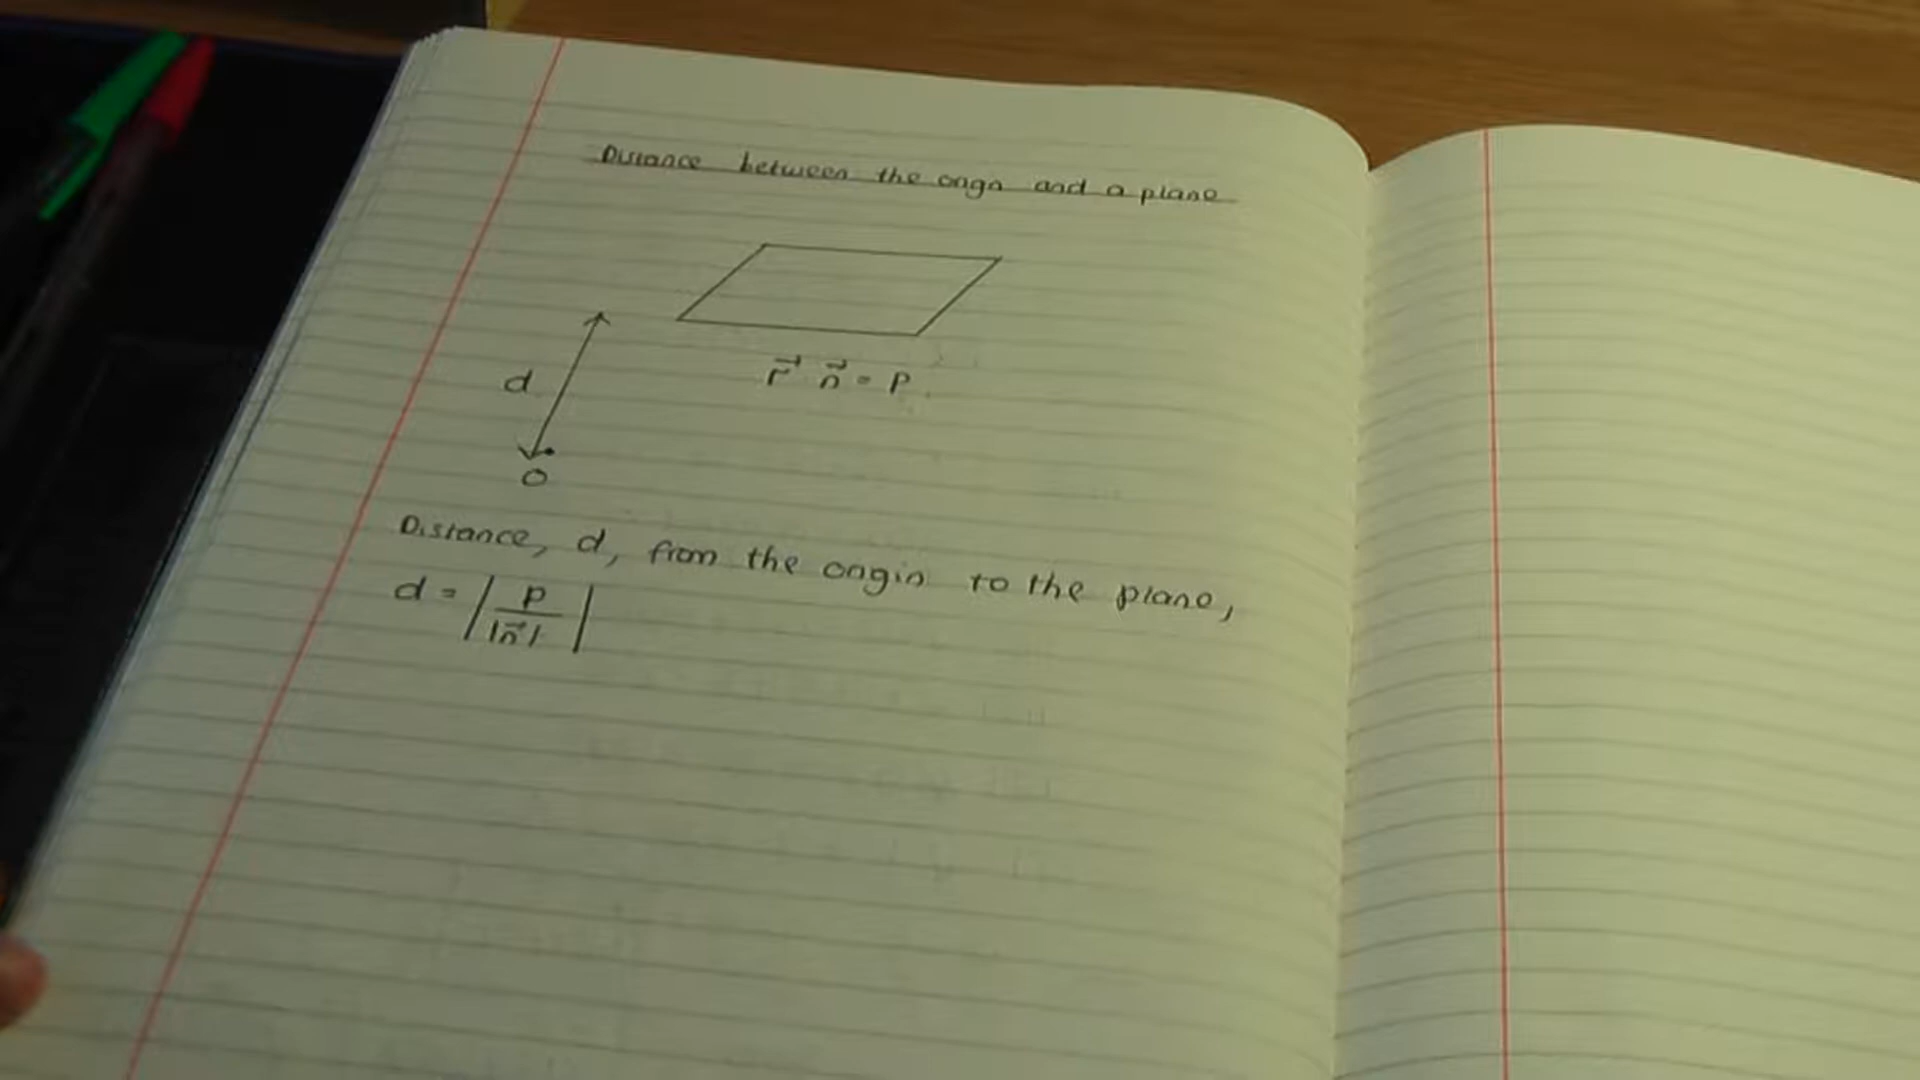 Distance between the origin and a plane
d
r⃗ n⃗ = P
O
Distance, d, from the origin to the plane,
d = | P / |n⃗| |